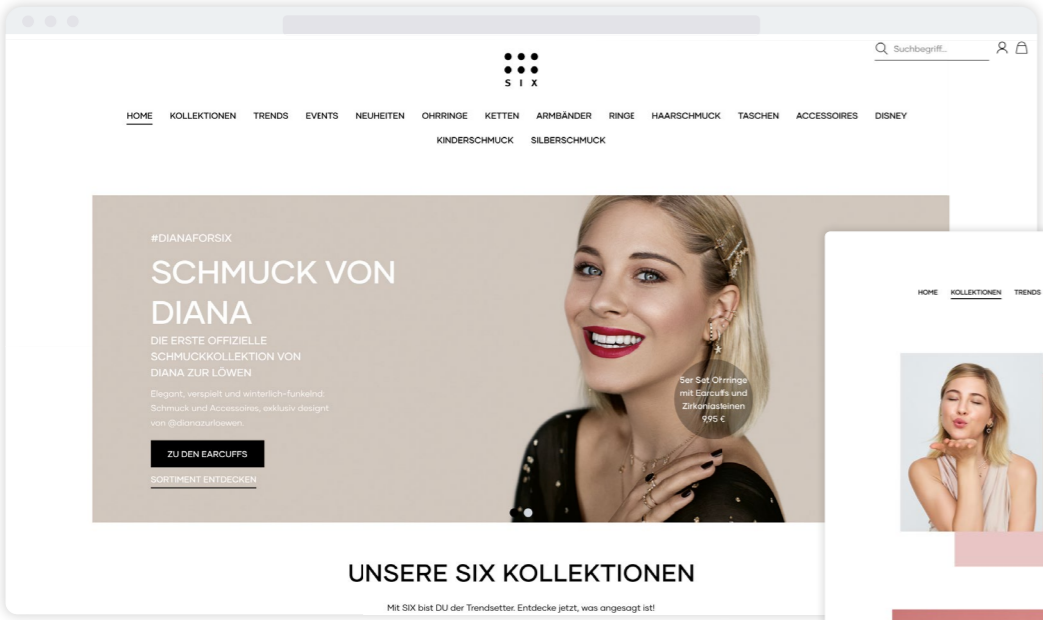 Suchbegriff...
SIX
HOME KOLLEKTIONEN TRENDS EVENTS NEUHEITEN OHRRINGE KETTEN ARMBÄNDER RINGE HAARSCHMUCK TASCHEN ACCESSOIRES DISNEY
KINDERSCHMUCK SILBERSCHMUCK
#DIANAFORSIX
SCHMUCK VON
DIANA
DIE ERSTE OFFIZIELLE
SCHMUCKKOLLEKTION VON
DIANA ZUR LÖWEN
Elegant, verspielt und winterlich-funkelnd:
Schmuck und Accessoires, exklusiv designt
von @dianazurloewen.
ZU DEN EARCUFFS
SORTIMENT ENTDECKEN
5er Set Ohrringe
mit Earcuffs und
Zirkoniasteinen
9,95 €
HOME KOLLEKTIONEN TRENDS
UNSERE SIX KOLLEKTIONEN
Mit SIX bist DU der Trendsetter. Entdecke jetzt, was angesagt ist!